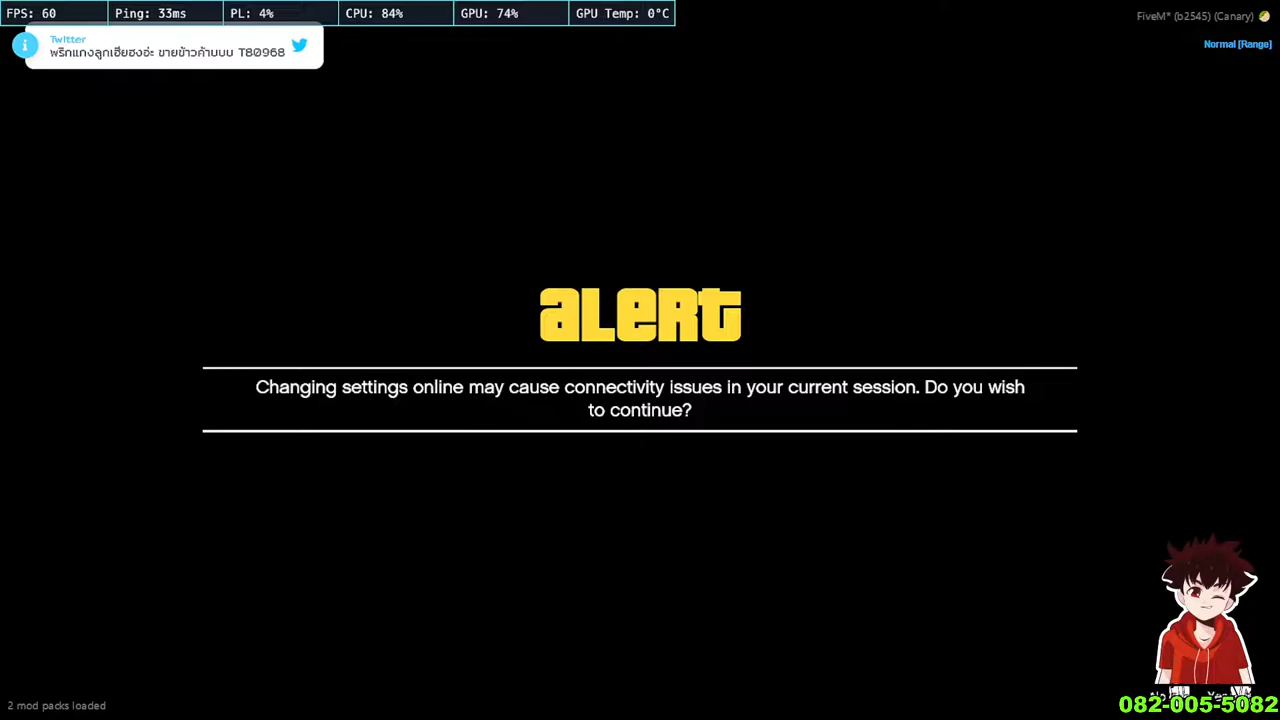 FPS: 60 Ping: 33ms PL: 4% CPU: 84% GPU: 74% GPU Temp: 0°C
FiveM* (b2545) (Canary)
Twitter
พริกแกงลูกเฮียฮงอ่ะ ขายข้าวค้าบบบ T80968
Normal [Range]
alert
Changing settings online may cause connectivity issues in your current session. Do you wish
to continue?
No Yes
2 mod packs loaded
082-005-5082